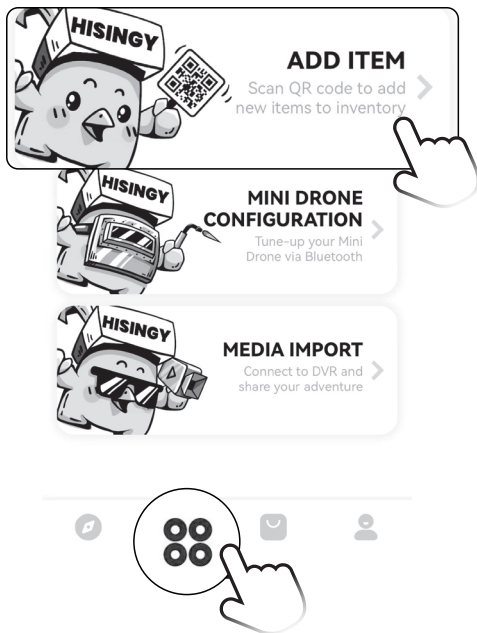 HISINGY
ADD ITEM
Scan QR code to add
new items to inventory
HISINGY
MINI DRONE
CONFIGURATION
Tune-up your Mini
Drone via Bluetooth
HISINGY
MEDIA IMPORT
Connect to DVR and
share your adventure